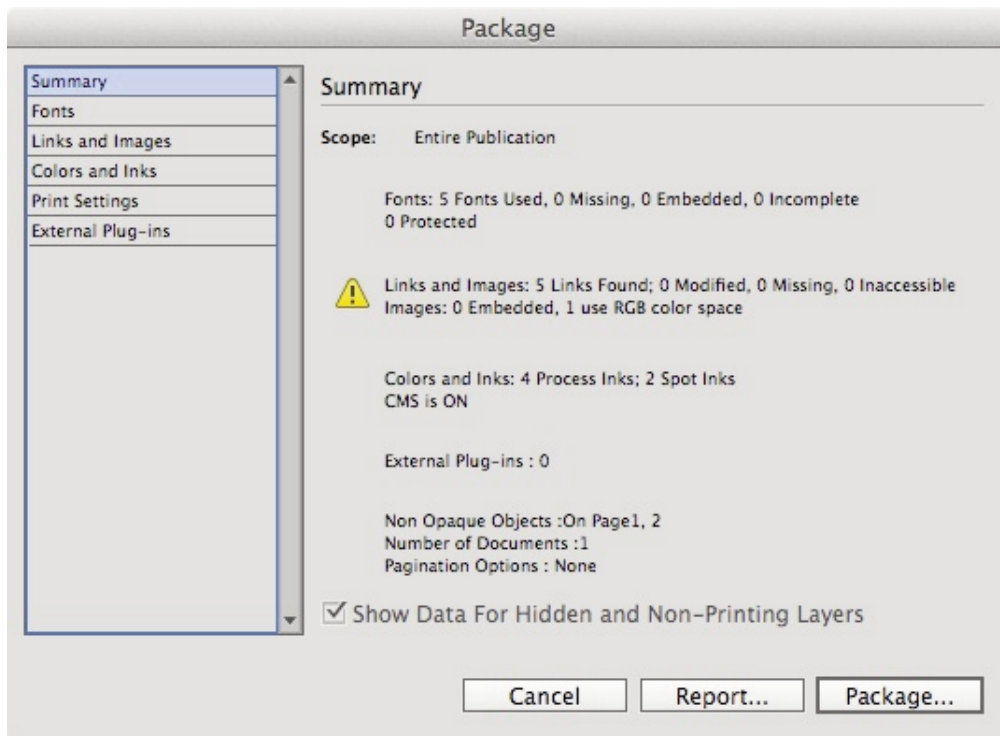 Package
Summary
Fonts
Links and Images
Colors and Inks
Print Settings
External Plug-ins
Summary
Scope: Entire Publication
Fonts: 5 Fonts Used, 0 Missing, 0 Embedded, 0 Incomplete
0 Protected
Links and Images: 5 Links Found; 0 Modified, 0 Missing, 0 Inaccessible
Images: 0 Embedded, 1 use RGB color space
Colors and Inks: 4 Process Inks; 2 Spot Inks
CMS is ON
External Plug-ins : 0
Non Opaque Objects :On Page1, 2
Number of Documents :1
Pagination Options : None
Show Data For Hidden and Non-Printing Layers
Cancel Report... Package...